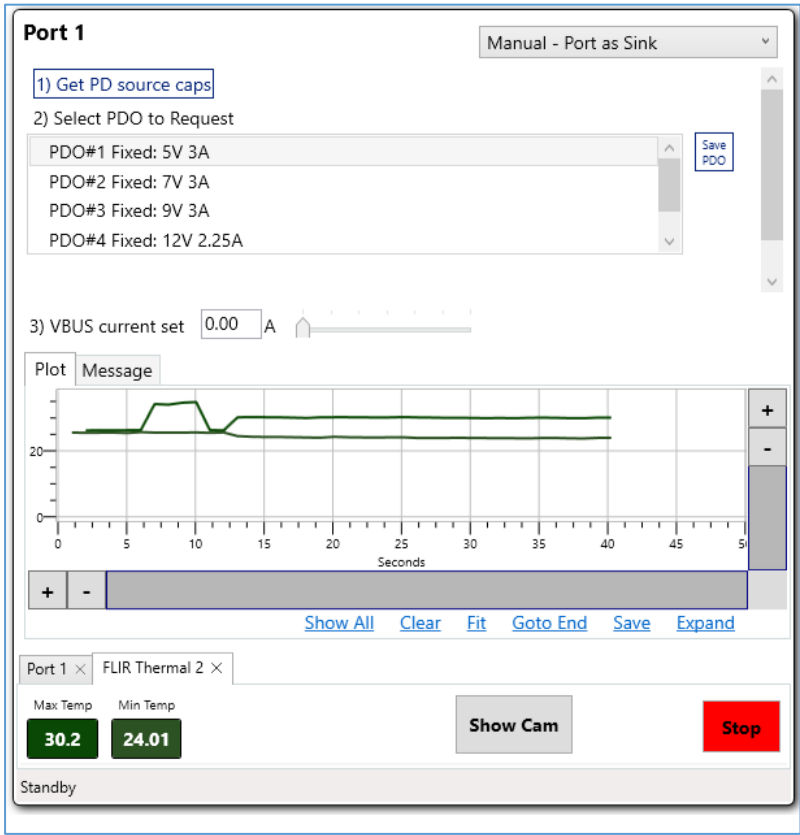 Port 1
Manual - Port as Sink
1) Get PD source caps
2) Select PDO to Request
PDO#1 Fixed: 5V 3A
PDO#2 Fixed: 7V 3A
PDO#3 Fixed: 9V 3A
PDO#4 Fixed: 12V 2.25A
Save
PDO
3) VBUS current set 0.00 A
Plot Message
20
0
0 5 10 15 20 25 30 35 40 45 5
Seconds
+
-
+ -
Show All Clear Fit Goto End Save Expand
Port 1 × FLIR Thermal 2 ×
Max Temp Min Temp
30.2 24.01
Show Cam
Stop
Standby